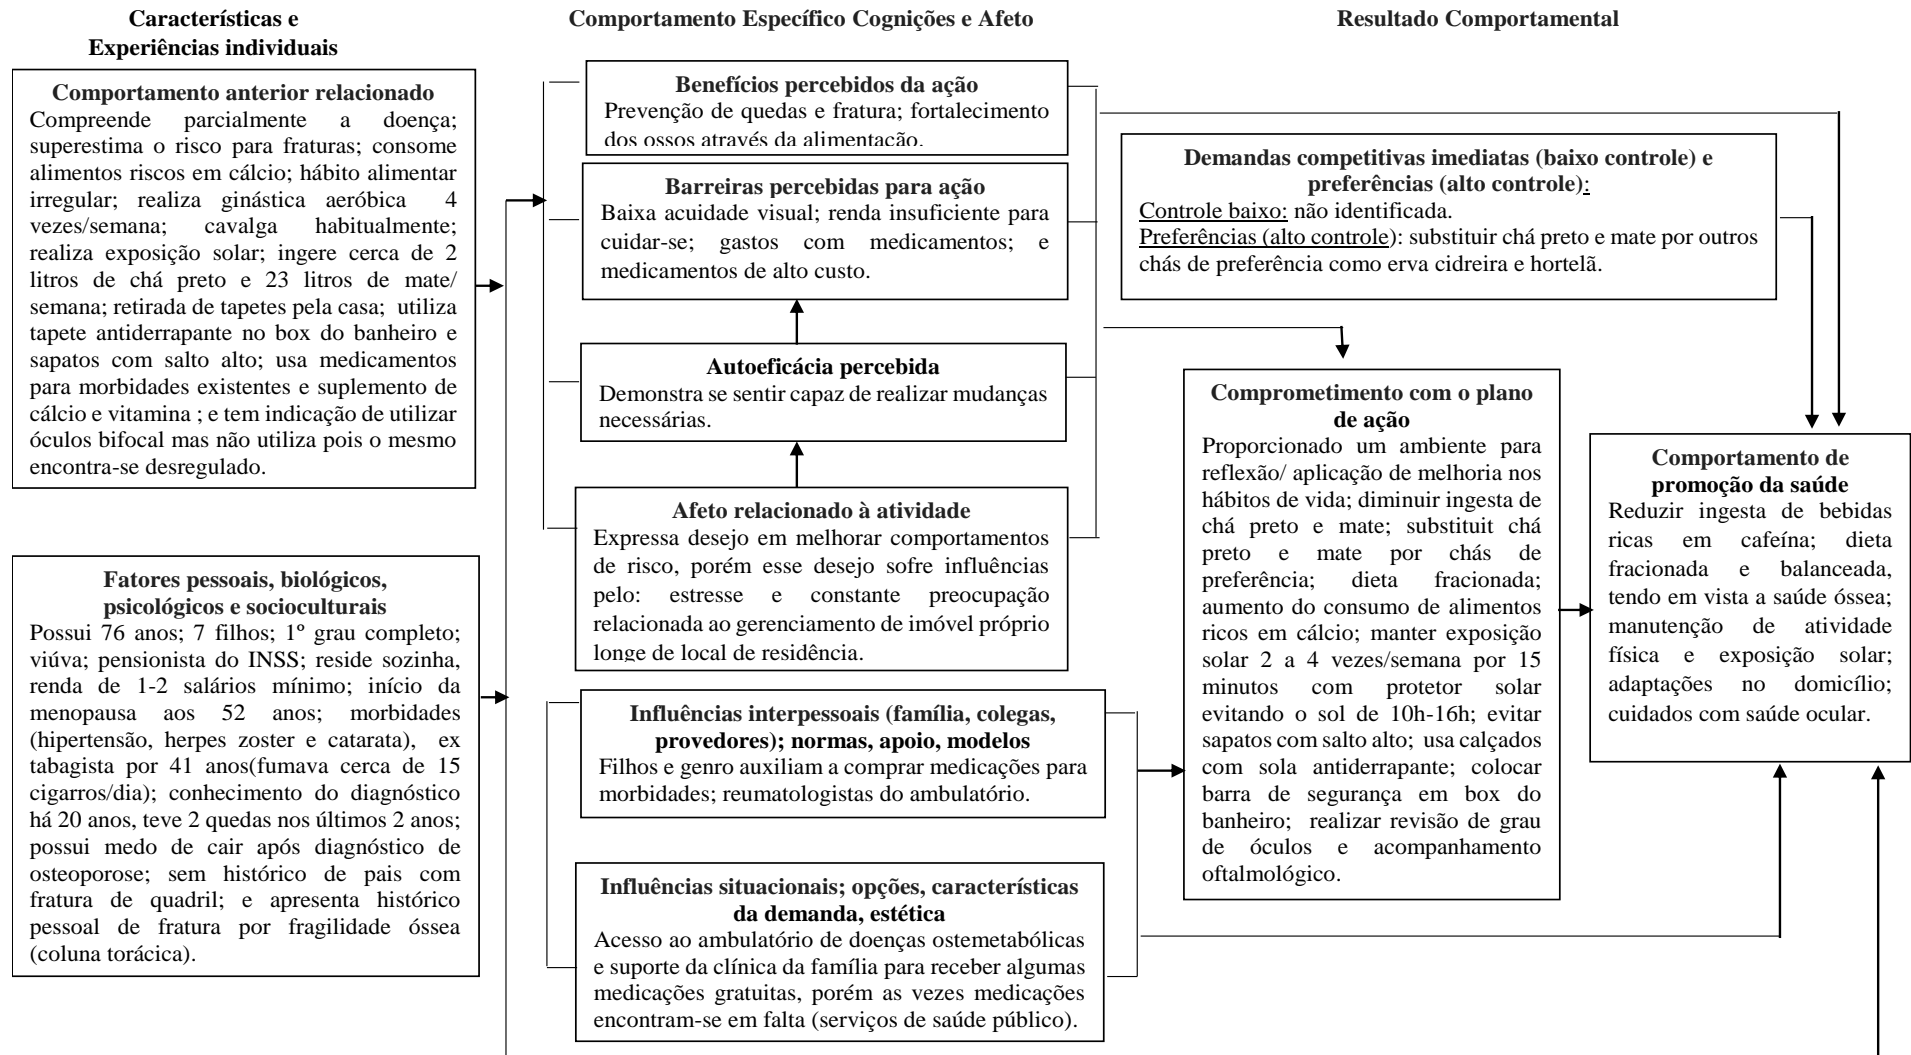 Características e
Experiências individuais
Comportamento anterior relacionado
Compreende parcialmente a doença;
superestima o risco para fraturas; consome
alimentos riscos em cálcio; hábito alimentar
irregular; realiza ginástica aeróbica 4
vezes/semana; cavalga habitualmente;
realiza exposição solar; ingere cerca de 2
litros de chá preto e 23 litros de mate/
semana; retirada de tapetes pela casa; utiliza
tapete antiderrapante no box do banheiro e
sapatos com salto alto; usa medicamentos
para morbidades existentes e suplemento de
cálcio e vitamina ; e tem indicação de utilizar
óculos bifocal mas não utiliza pois o mesmo
encontra-se desregulado.
Fatores pessoais, biológicos,
psicológicos e socioculturais
Possui 76 anos; 7 filhos; 1º grau completo;
viúva; pensionista do INSS; reside sozinha,
renda de 1-2 salários mínimo; início da
menopausa aos 52 anos; morbidades
(hipertensão, herpes zoster e catarata), ex
tabagista por 41 anos(fumava cerca de 15
cigarros/dia); conhecimento do diagnóstico
há 20 anos, teve 2 quedas nos últimos 2 anos;
possui medo de cair após diagnóstico de
osteoporose; sem histórico de pais com
fratura de quadril; e apresenta histórico
pessoal de fratura por fragilidade óssea
(coluna torácica).
Comportamento Específico Cognições e Afeto
Benefícios percebidos da ação
Prevenção de quedas e fratura; fortalecimento
dos ossos através da alimentação.
Barreiras percebidas para ação
Baixa acuidade visual; renda insuficiente para
cuidar-se; gastos com medicamentos; e
medicamentos de alto custo.
Autoeficácia percebida
Demonstra se sentir capaz de realizar mudanças
necessárias.
Afeto relacionado à atividade
Expressa desejo em melhorar comportamentos
de risco, porém esse desejo sofre influências
pelo: estresse e constante preocupação
relacionada ao gerenciamento de imóvel próprio
longe de local de residência.
Influências interpessoais (família, colegas,
provedores); normas, apoio, modelos
Filhos e genro auxiliam a comprar medicações para
morbidades; reumatologistas do ambulatório.
Influências situacionais; opções, características
da demanda, estética
Acesso ao ambulatório de doenças ostemetabólicas
e suporte da clínica da família para receber algumas
medicações gratuitas, porém as vezes medicações
encontram-se em falta (serviços de saúde público).
Resultado Comportamental
Demandas competitivas imediatas (baixo controle) e
preferências (alto controle):
Controle baixo: não identificada.
Preferências (alto controle): substituir chá preto e mate por outros
chás de preferência como erva cidreira e hortelã.
Comprometimento com o plano
de ação
Proporcionado um ambiente para
reflexão/ aplicação de melhoria nos
hábitos de vida; diminuir ingesta de
chá preto e mate; substituit chá
preto e mate por chás de
preferência; dieta fracionada;
aumento do consumo de alimentos
ricos em cálcio; manter exposição
solar 2 a 4 vezes/semana por 15
minutos com protetor solar
evitando o sol de 10h-16h; evitar
sapatos com salto alto; usa calçados
com sola antiderrapante; colocar
barra de segurança em box do
banheiro; realizar revisão de grau
de óculos e acompanhamento
oftalmológico.
Comportamento de
promoção da saúde
Reduzir ingesta de bebidas
ricas em cafeína; dieta
fracionada e balanceada,
tendo em vista a saúde óssea;
manutenção de atividade
física e exposição solar;
adaptações no domicílio;
cuidados com saúde ocular.